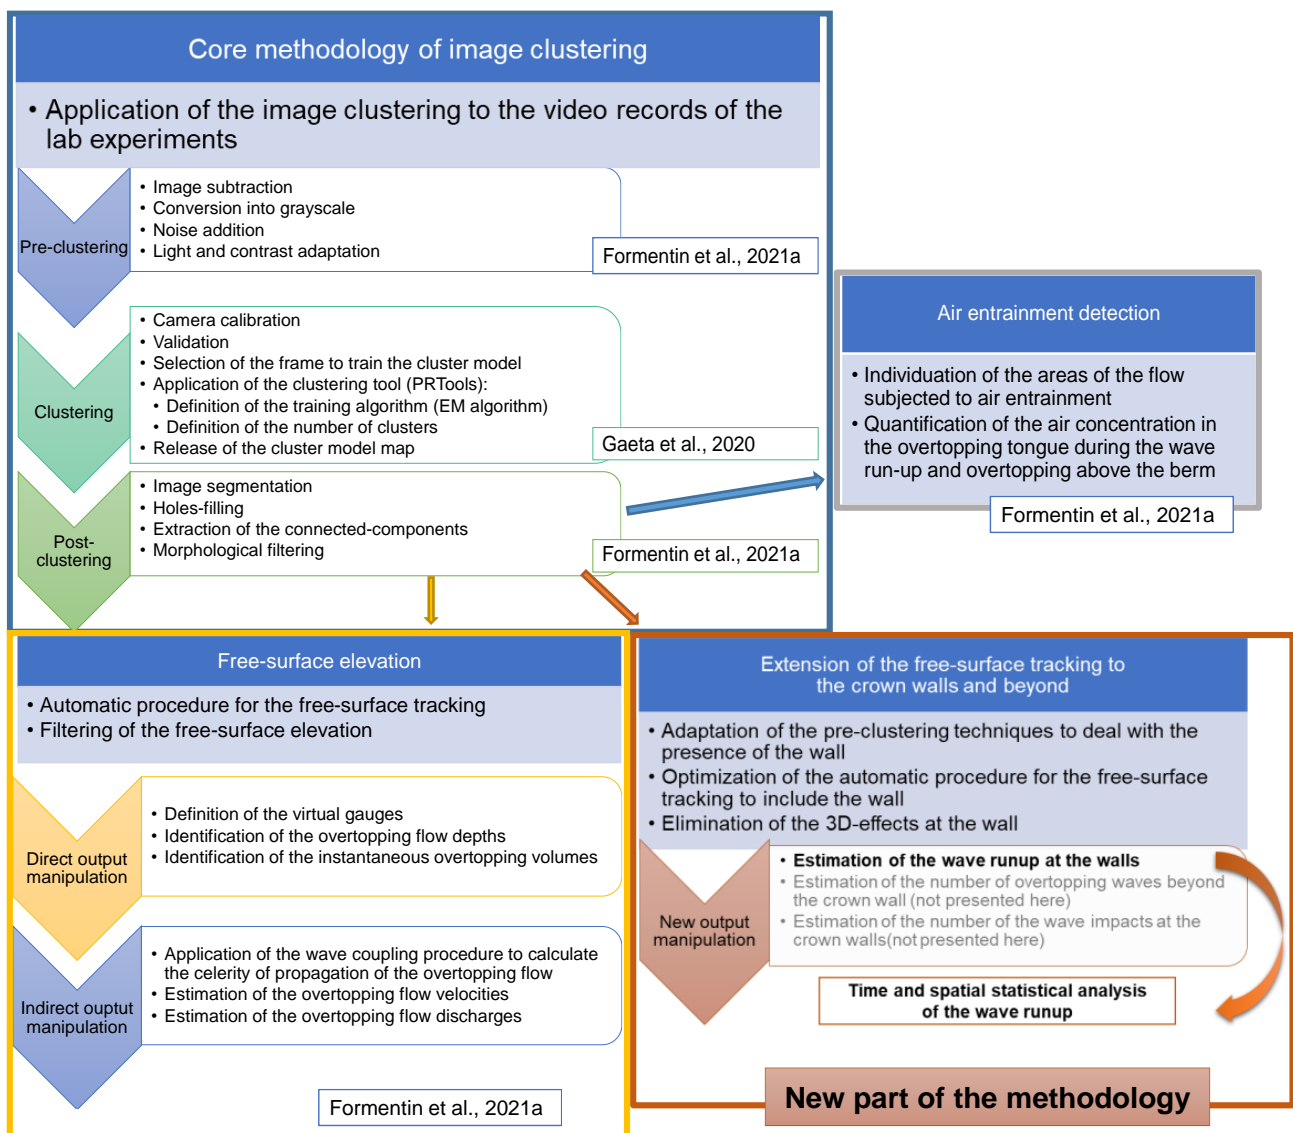 Core methodology of image clustering
• Application of the image clustering to the video records of the
lab experiments
Pre-clustering
• Image subtraction
• Conversion into grayscale
• Noise addition
• Light and contrast adaptation
Formentin et al., 2021a
Clustering
• Camera calibration
• Validation
• Selection of the frame to train the cluster model
• Application of the clustering tool (PRTools):
• Definition of the training algorithm (EM algorithm)
• Definition of the number of clusters
• Release of the cluster model map
Gaeta et al., 2020
Post-
clustering
• Image segmentation
• Holes-filling
• Extraction of the connected-components
• Morphological filtering
Formentin et al., 2021a
Air entrainment detection
• Individuation of the areas of the flow
subjected to air entrainment
• Quantification of the air concentration in
the overtopping tongue during the wave
run-up and overtopping above the berm
Formentin et al., 2021a
Free-surface elevation
• Automatic procedure for the free-surface tracking
• Filtering of the free-surface elevation
Direct output
manipulation
• Definition of the virtual gauges
• Identification of the overtopping flow depths
• Identification of the instantaneous overtopping volumes
Indirect ouptut
manipulation
• Application of the wave coupling procedure to calculate
the celerity of propagation of the overtopping flow
• Estimation of the overtopping flow velocities
• Estimation of the overtopping flow discharges
Formentin et al., 2021a
Extension of the free-surface tracking to
the crown walls and beyond
• Adaptation of the pre-clustering techniques to deal with the
presence of the wall
• Optimization of the automatic procedure for the free-surface
tracking to include the wall
• Elimination of the 3D-effects at the wall
New output
manipulation
• Estimation of the wave runup at the walls
• Estimation of the number of overtopping waves beyond
the crown wall (not presented here)
• Estimation of the number of the wave impacts at the
crown walls(not presented here)
Time and spatial statistical analysis
of the wave runup
New part of the methodology